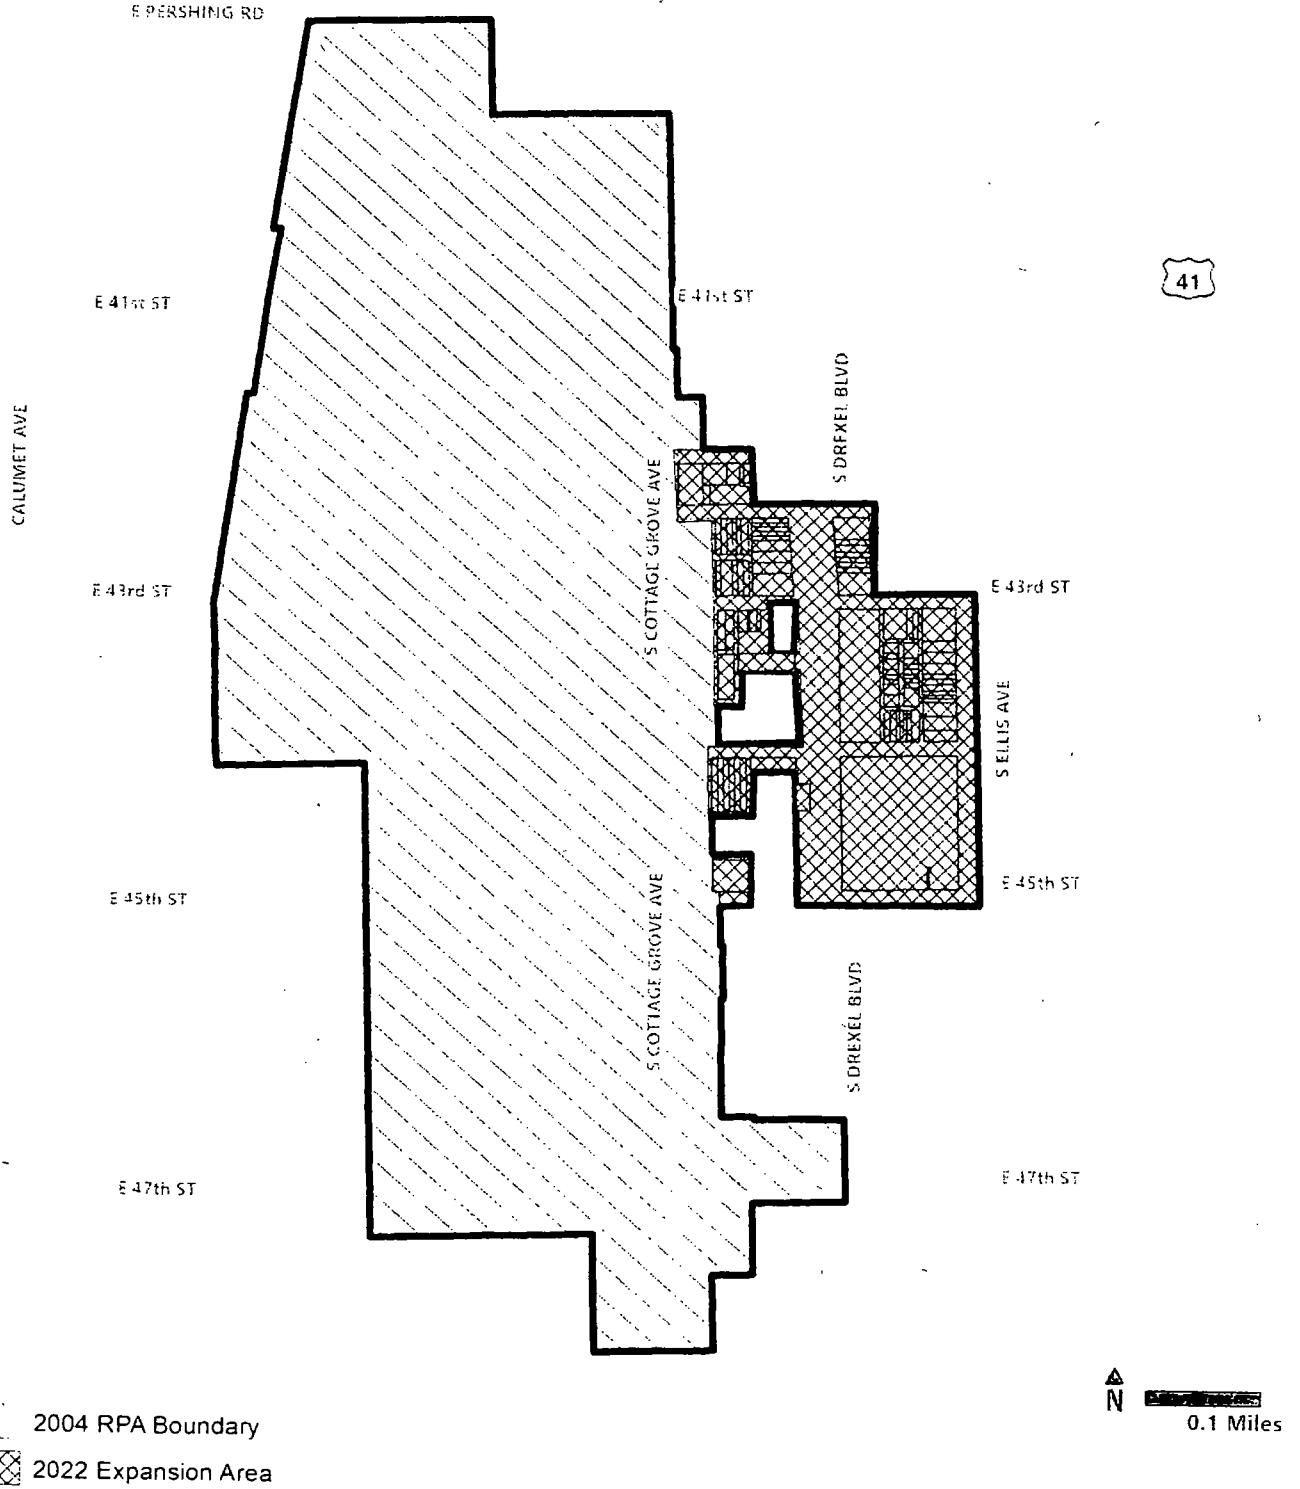 E PERSHING RD
E 41st ST
E 41st ST
41
S DREXEL BLVD
CALUMET AVE
S COTTAGE GROVE AVE
E 43rd ST
E 43rd ST
S ELLIS AVE
E 45th ST
E 45th ST
S COTTAGE GROVE AVE
S DREXEL BLVD
E 47th ST
E 47th ST
N
0.1 Miles
2004 RPA Boundary
2022 Expansion Area